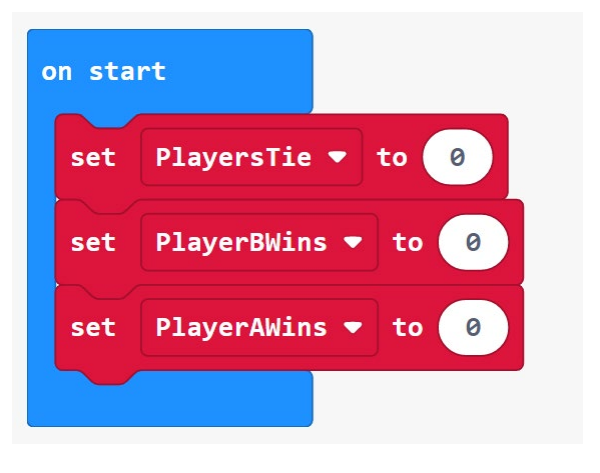 on start
set PlayersTie to 0
set PlayerBWins to 0
set PlayerAWins to 0